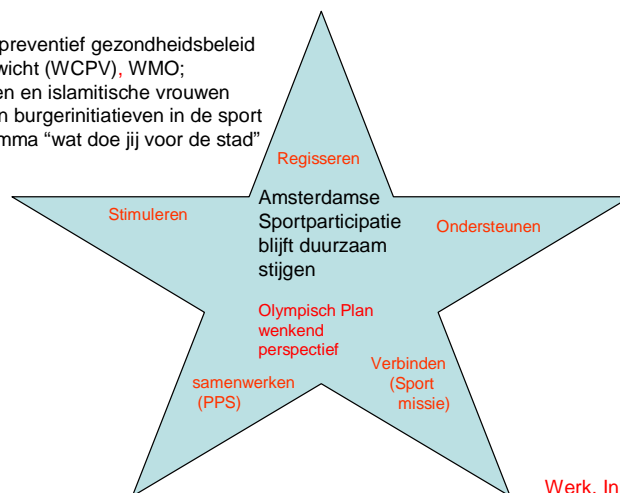 preventief gezondheidsbeleid
wicht (WCPV), WMO;
en en islamitische vrouwen
n burgerinitiatieven in de sport
mma “wat doe jij voor de stad”
Regisseren
Stimuleren
Amsterdamse
Sportparticipatie
blijft duurzaam
stijgen
Ondersteunen
Olympisch Plan
wenkend
perspectief
Verbinden
(Sport
missie)
samenwerken
(PPS)
Werk, In